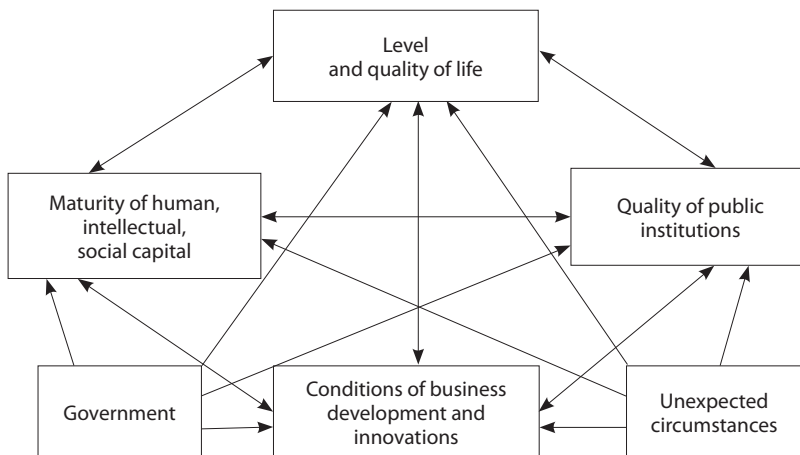 Level
and quality of life
Maturity of human,
intellectual,
social capital
Quality of public
institutions
Government
Conditions of business
development and
innovations
Unexpected
circumstances